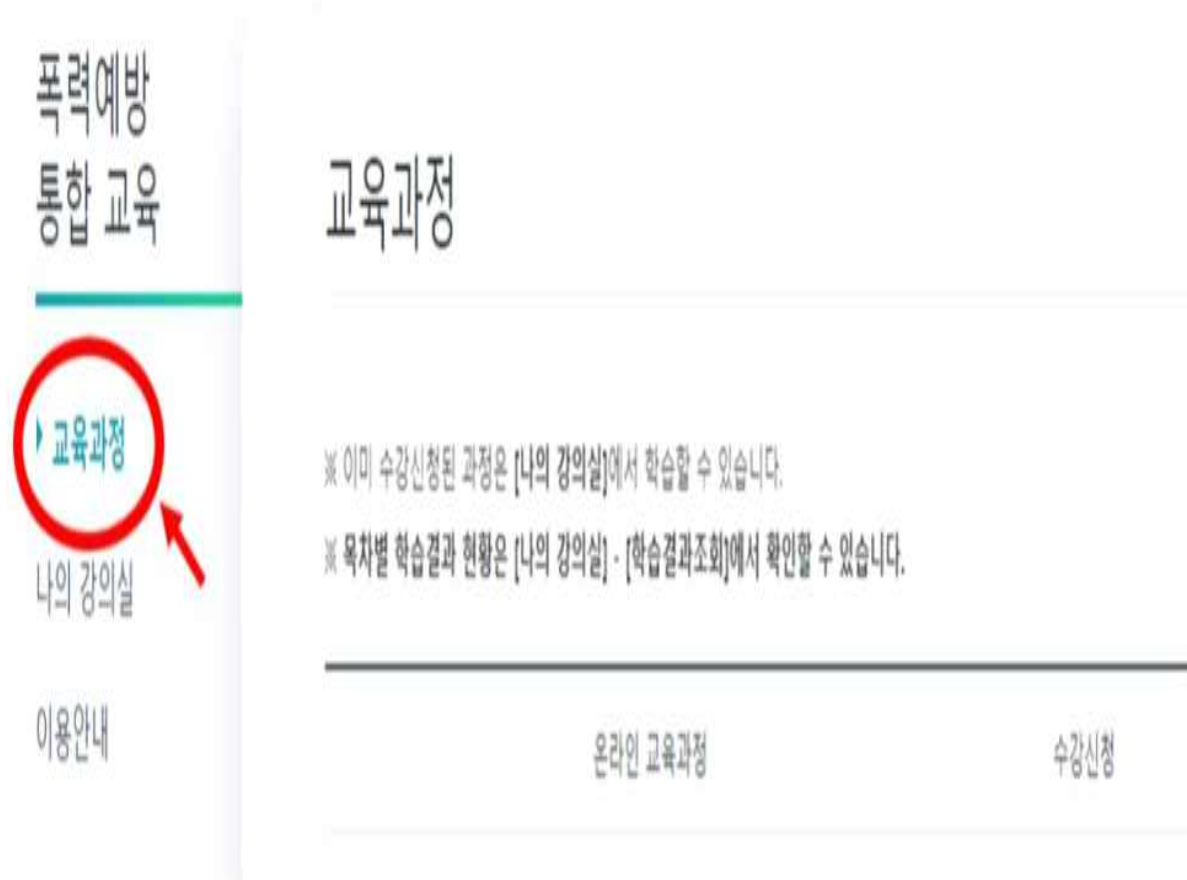 폭력예방
통합 교육
교육과정
나의 강의실
이용안내
교육과정
※ 이미 수강신청된 과정은 [나의 강의실]에서 학습할 수 있습니다.
※ 목차별 학습결과 현황은 [나의 강의실] - [학습결과조회]에서 확인할 수 있습니다.
온라인 교육과정 수강신청